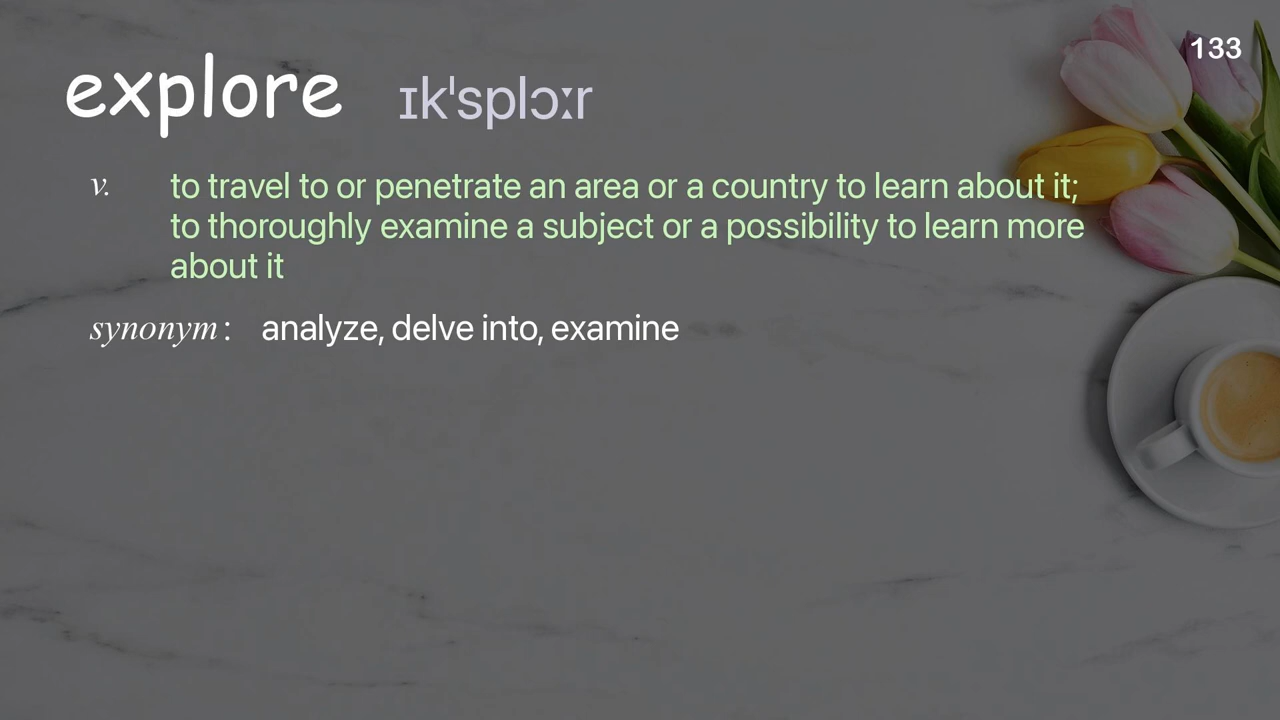 133
explore ɪkˈsplɔːr
v. to travel to or penetrate an area or a country to learn about it;
to thoroughly examine a subject or a possibility to learn more
about it
synonym: analyze, delve into, examine